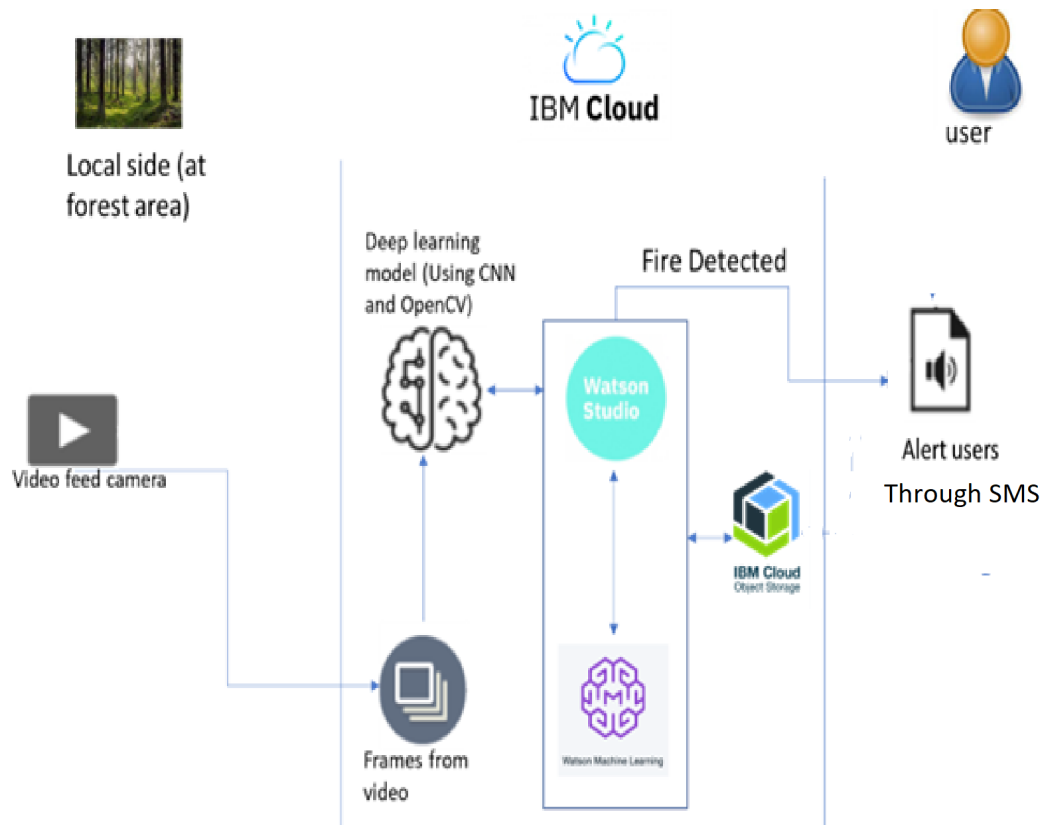 IBM Cloud
user
Local side (at
forest area)
Deep learning
model (Using CNN
and OpenCV)
Fire Detected
Watson
Studio
Video feed camera
Alert users
Through SMS
IBM Cloud
Object Storage
Watson Machine Learning
Frames from
video